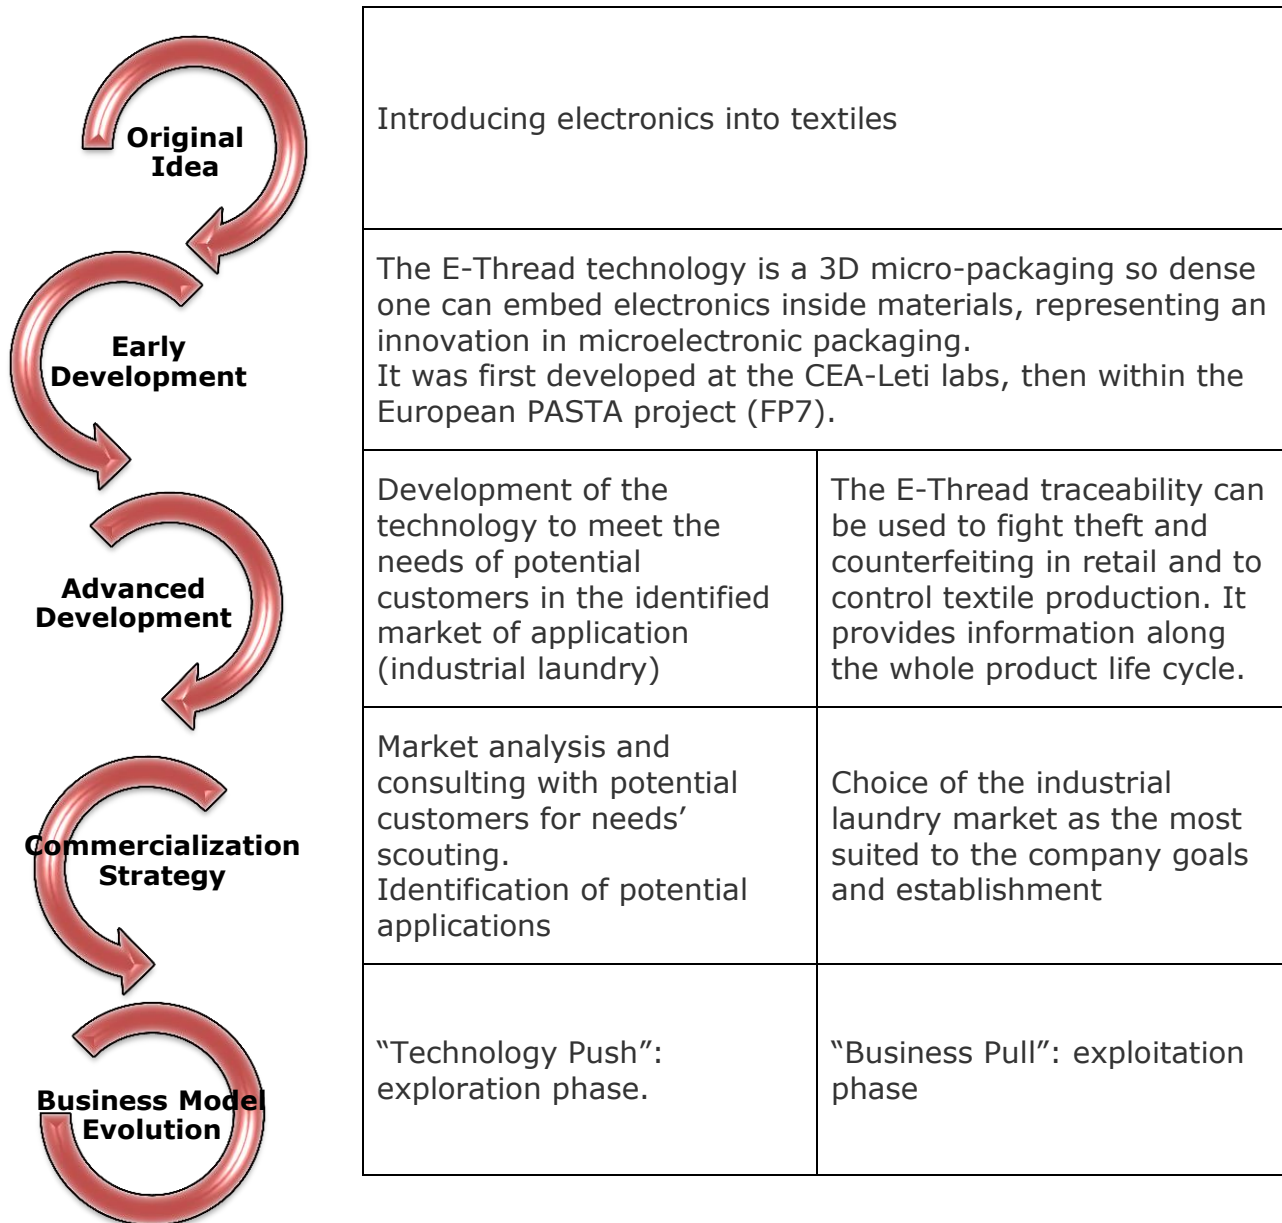 Original
Idea
Introducing electronics into textiles
Early
Development
The E-Thread technology is a 3D micro-packaging so dense
one can embed electronics inside materials, representing an
innovation in microelectronic packaging.
It was first developed at the CEA-Leti labs, then within the
European PASTA project (FP7).
Advanced
Development
Development of the
technology to meet the
needs of potential
customers in the identified
market of application
(industrial laundry)
The E-Thread traceability can
be used to fight theft and
counterfeiting in retail and to
control textile production. It
provides information along
the whole product life cycle.
Commercialization
Strategy
Market analysis and
consulting with potential
customers for needs’
scouting.
Identification of potential
applications
Choice of the industrial
laundry market as the most
suited to the company goals
and establishment
Business Model
Evolution
“Technology Push”:
exploration phase.
“Business Pull”: exploitation
phase